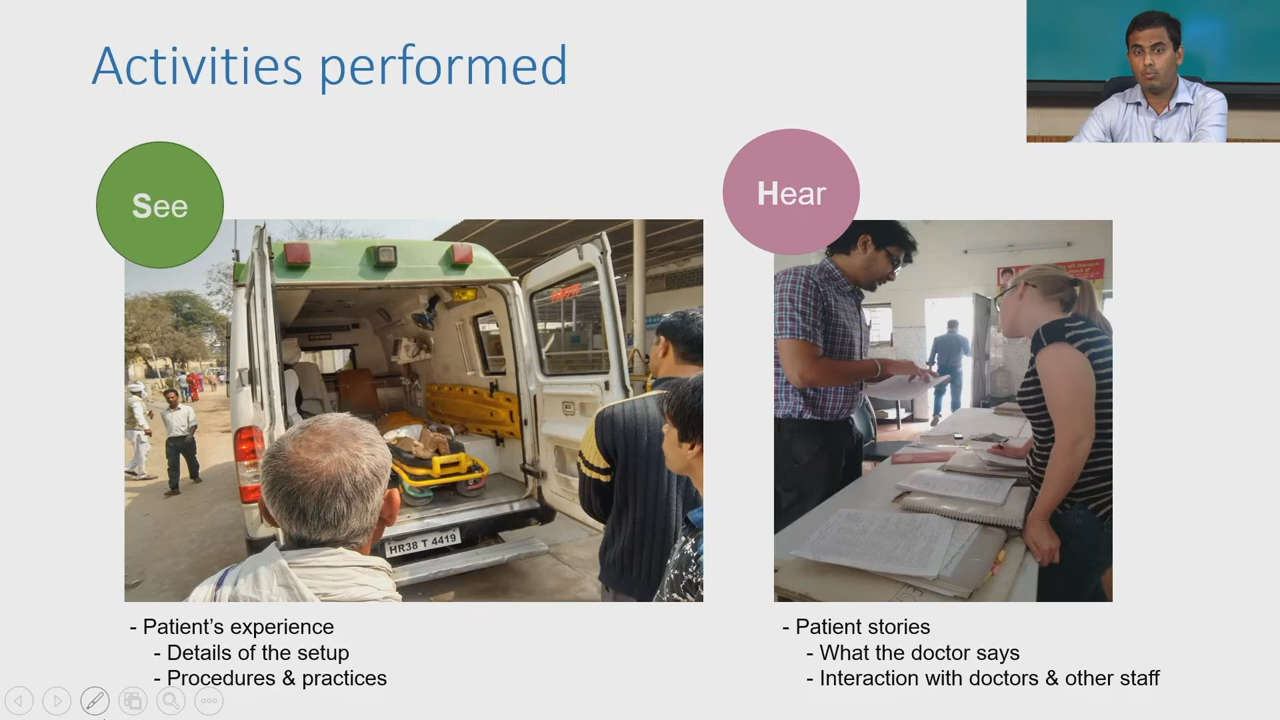 Activities performed
See
Hear
HR38 T 4419
- Patient's experience
- Details of the setup
- Procedures & practices
- Patient stories
- What the doctor says
- Interaction with doctors & other staff